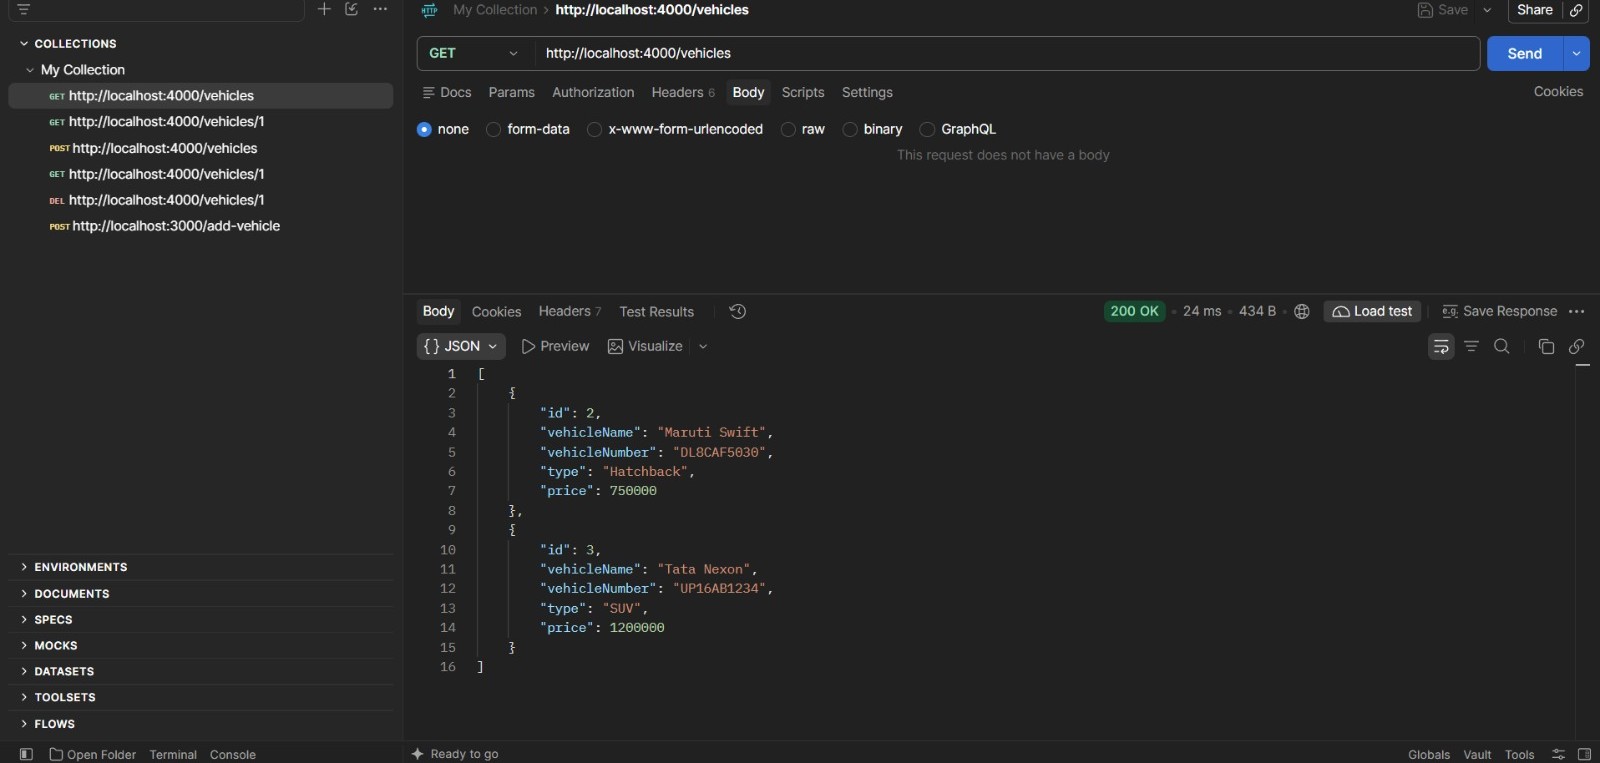 My Collection > http://localhost:4000/vehicles
Save
Share
COLLECTIONS
My Collection
GET http://localhost:4000/vehicles
GET http://localhost:4000/vehicles/1
POST http://localhost:4000/vehicles
GET http://localhost:4000/vehicles/1
DEL http://localhost:4000/vehicles/1
POST http://localhost:3000/add-vehicle
ENVIRONMENTS
DOCUMENTS
SPECS
MOCKS
DATASETS
TOOLSETS
FLOWS
HTTP
GET http://localhost:4000/vehicles Send
Docs Params Authorization Headers 6 Body Scripts Settings Cookies
none form-data x-www-form-urlencoded raw binary GraphQL
This request does not have a body
Body Cookies Headers 7 Test Results 200 OK • 24 ms • 434 B • Load test e.g. Save Response
{} JSON Preview Visualize
1 [
2 {
3 "id": 2,
4 "vehicleName": "Maruti Swift",
5 "vehicleNumber": "DL8CAF5030",
6 "type": "Hatchback",
7 "price": 750000
8 },
9 {
10 "id": 3,
11 "vehicleName": "Tata Nexon",
12 "vehicleNumber": "UP16AB1234",
13 "type": "SUV",
14 "price": 1200000
15 }
16 ]
Open Folder Terminal Console Ready to go Globals Vault Tools